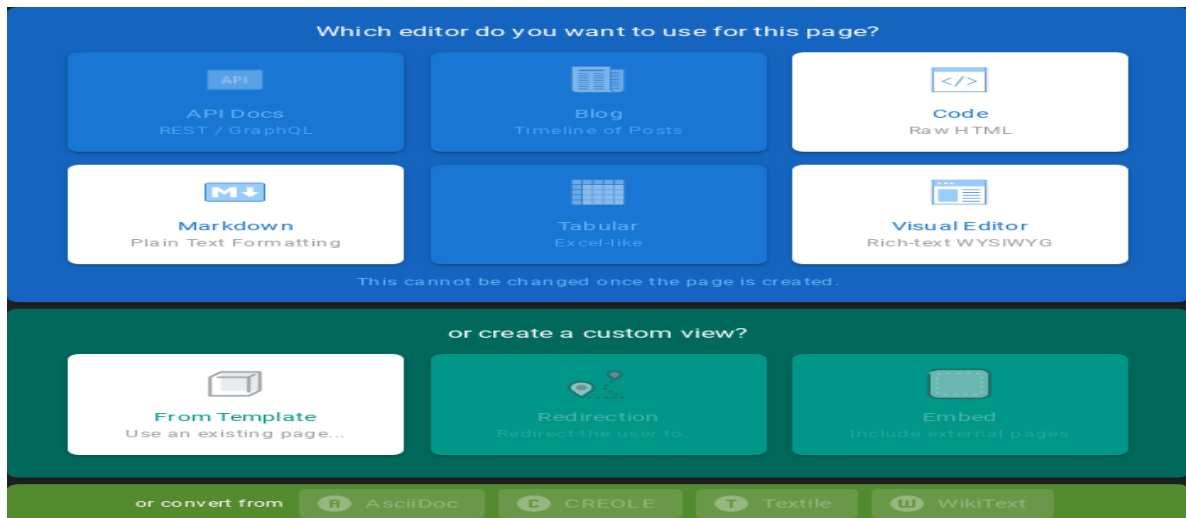 Which editor do you want to use for this page?
API
API Docs
REST / GraphQL
Blog
Timeline of Posts
</>
Code
Raw HTML
M
Markdown
Plain Text Formatting
Tabular
Excel-like
Visual Editor
Rich-text WYSIWYG
This cannot be changed once the page is created.
or create a custom view?
From Template
Use an existing page...
Redirection
Redirect the user to...
Embed
Include external pages
or convert from
A AsciiDoc
C CREOLE
T Textile
W WikiText